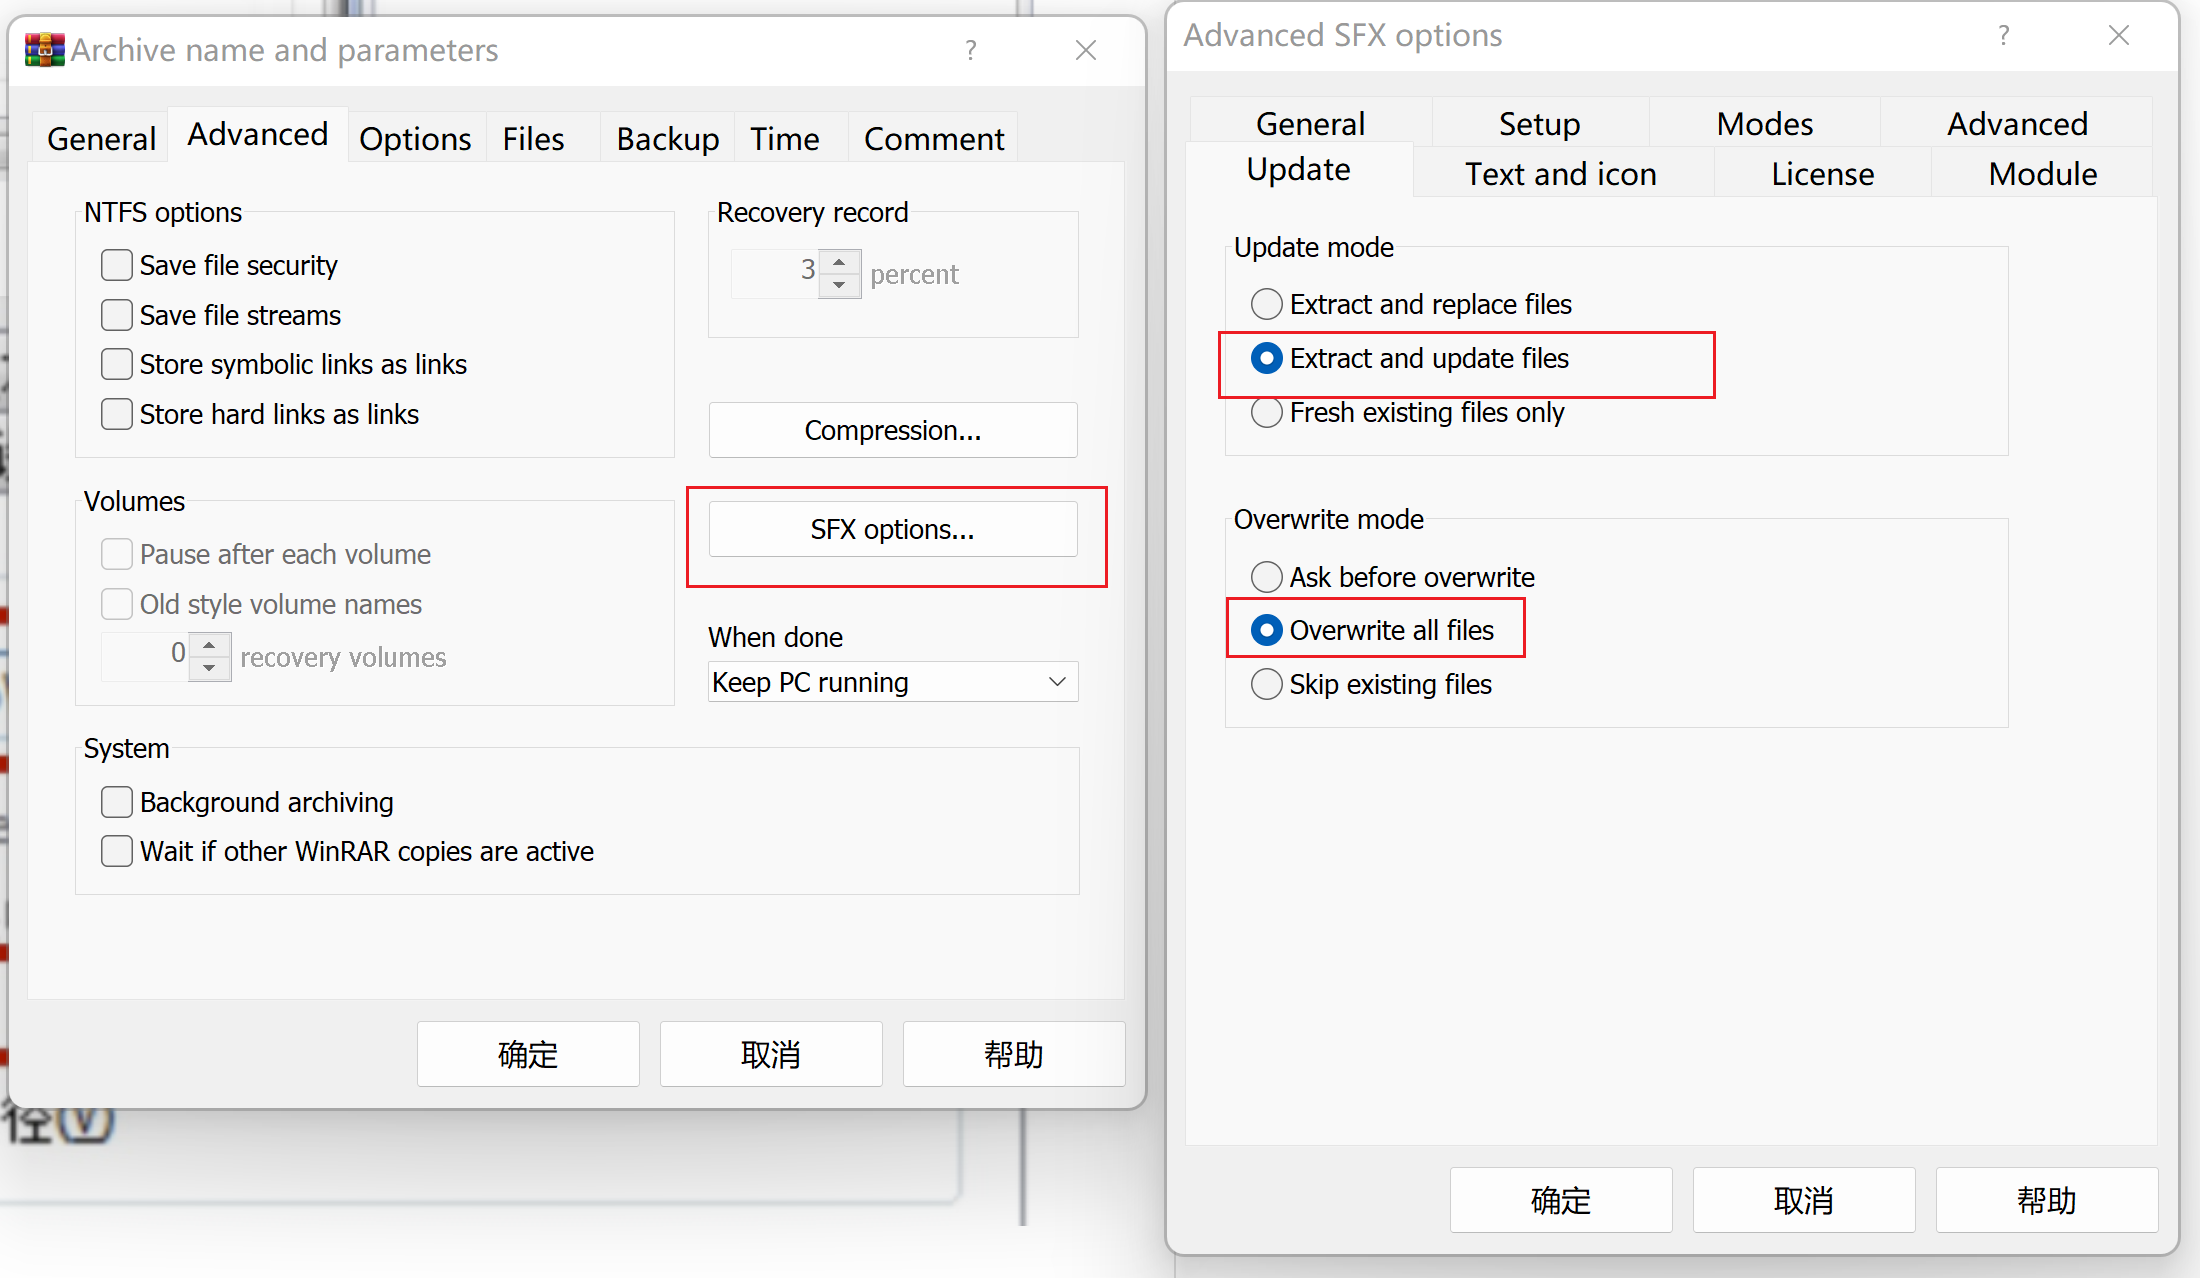 Archive name and parameters
General Advanced Options Files Backup Time Comment
NTFS options
Save file security
Save file streams
Store symbolic links as links
Store hard links as links
Volumes
Pause after each volume
Old style volume names
0 recovery volumes
Recovery record
3 percent
Compression...
SFX options...
When done
Keep PC running
System
Background archiving
Wait if other WinRAR copies are active
确定 取消 帮助
径(V)
Advanced SFX options
General Setup Modes Advanced
Update Text and icon License Module
Update mode
Extract and replace files
Extract and update files
Fresh existing files only
Overwrite mode
Ask before overwrite
Overwrite all files
Skip existing files
确定 取消 帮助